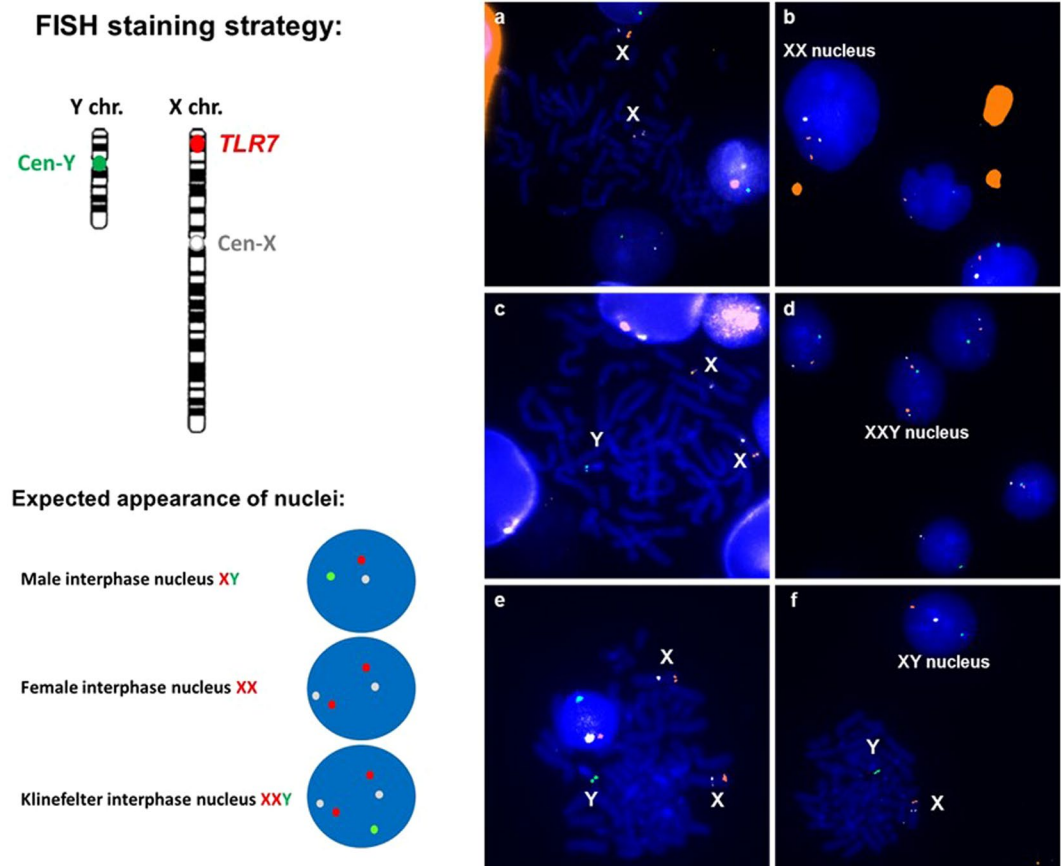 FISH staining strategy:
Y chr.
X chr.
Cen-Y
TLR7
Cen-X
Expected appearance of nuclei:
Male interphase nucleus XY
Female interphase nucleus XX
Klinefelter interphase nucleus XXY
a
X
X
b
XX nucleus
c
X
Y
X
d
XXY nucleus
e
X
Y
X
f
XY nucleus
Y
X